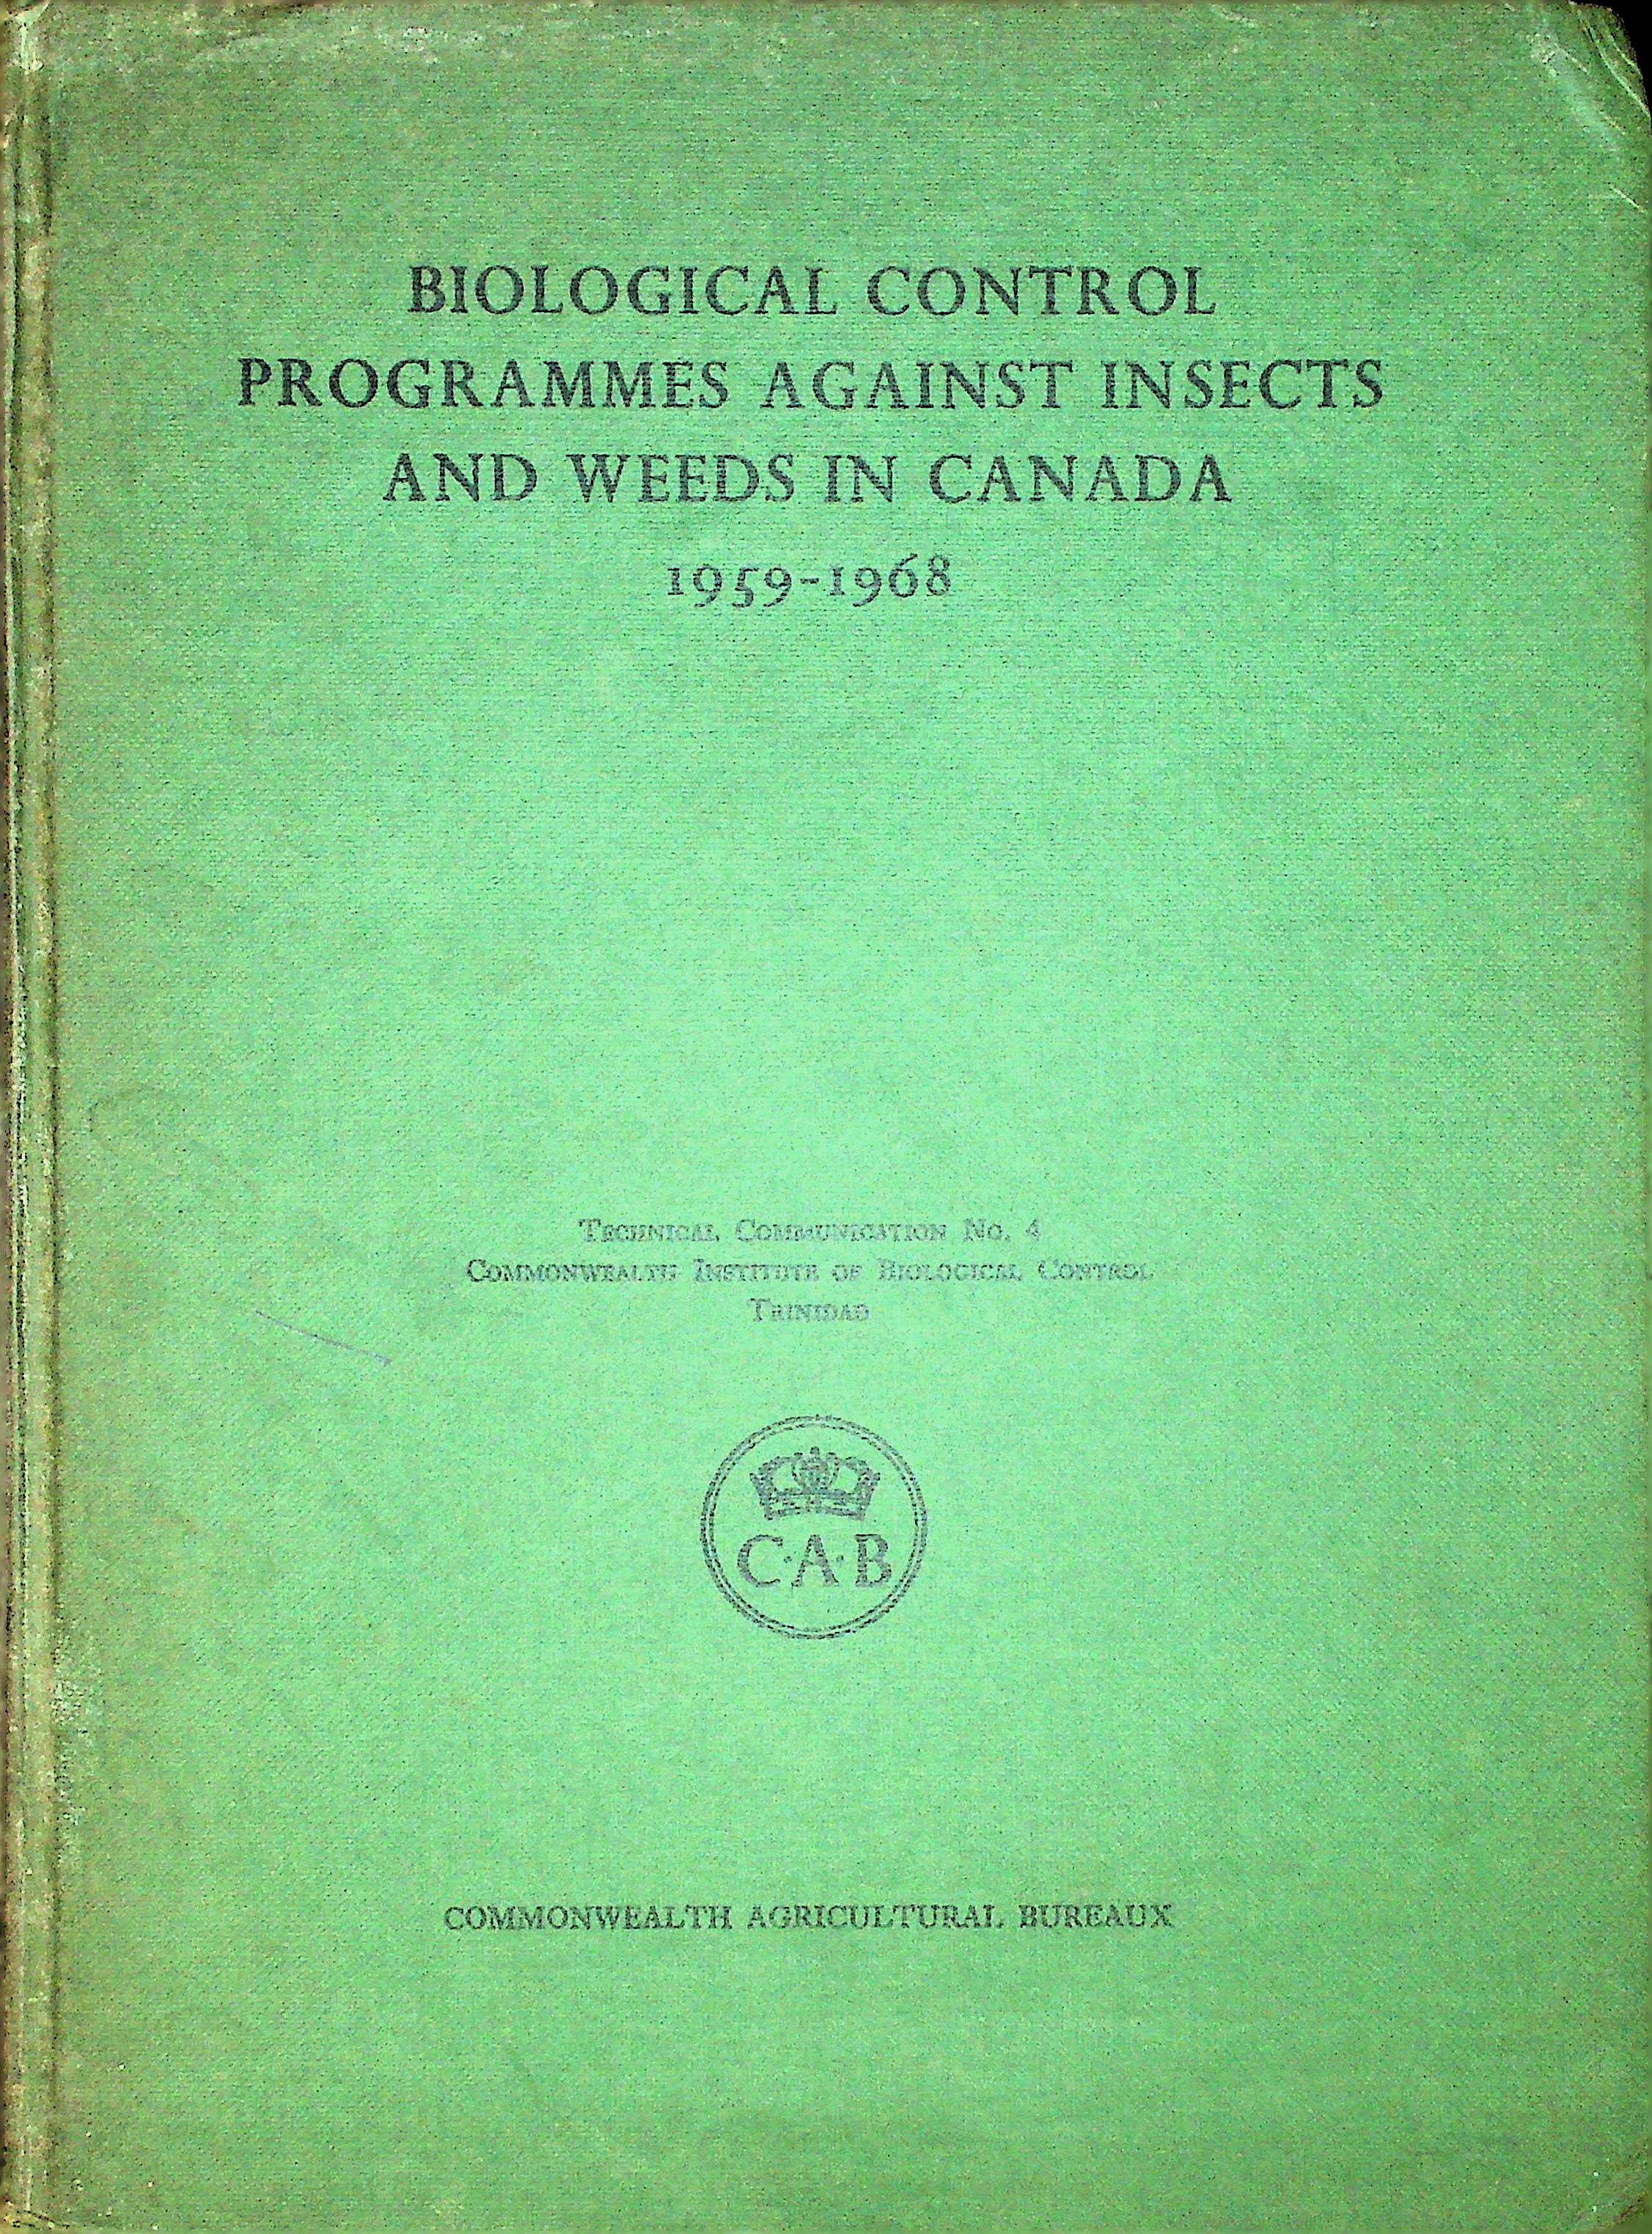 BIOLOGICAL CONTROL
PROGRAMMES AGAINST INSECTS
AND WEEDS IN CANADA
1959-1968
TECHNICAL COMMUNICATION NO. 4
COMMONWEALTH INSTITUTE OF BIOLOGICAL CONTROL
TRINIDAD
C·A·B
COMMONWEALTH AGRICULTURAL BUREAUX